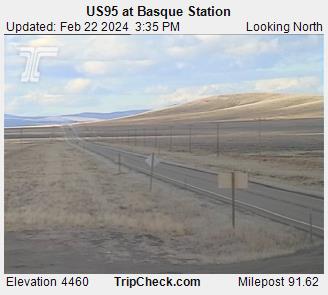 US95 at Basque Station
Updated: Feb 22 2024 3:35 PM Looking North
Elevation 4460 TripCheck.com Milepost 91.62